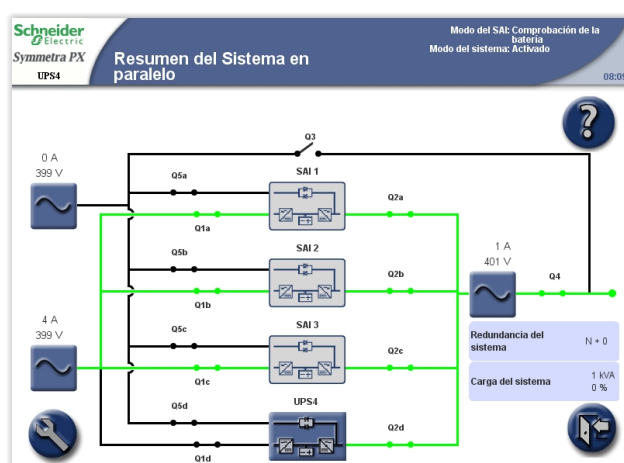 Schneider
Electric
Symmetra PX
UPS4
Resumen del Sistema en
paralelo
Modo del SAI: Comprobación de la
batería
Modo del sistema: Activado
08:09
Q3
0 A
399 V
Q5a
SAI 1
Q2a
Q1a
Q5b
SAI 2
Q2b
Q1b
1 A
401 V
Q4
4 A
399 V
Q5c
SAI 3
Q2c
Q1c
Redundancia del
sistema
N + 0
Carga del sistema
1 kVA
0 %
Q5d
UPS4
Q2d
Q1d